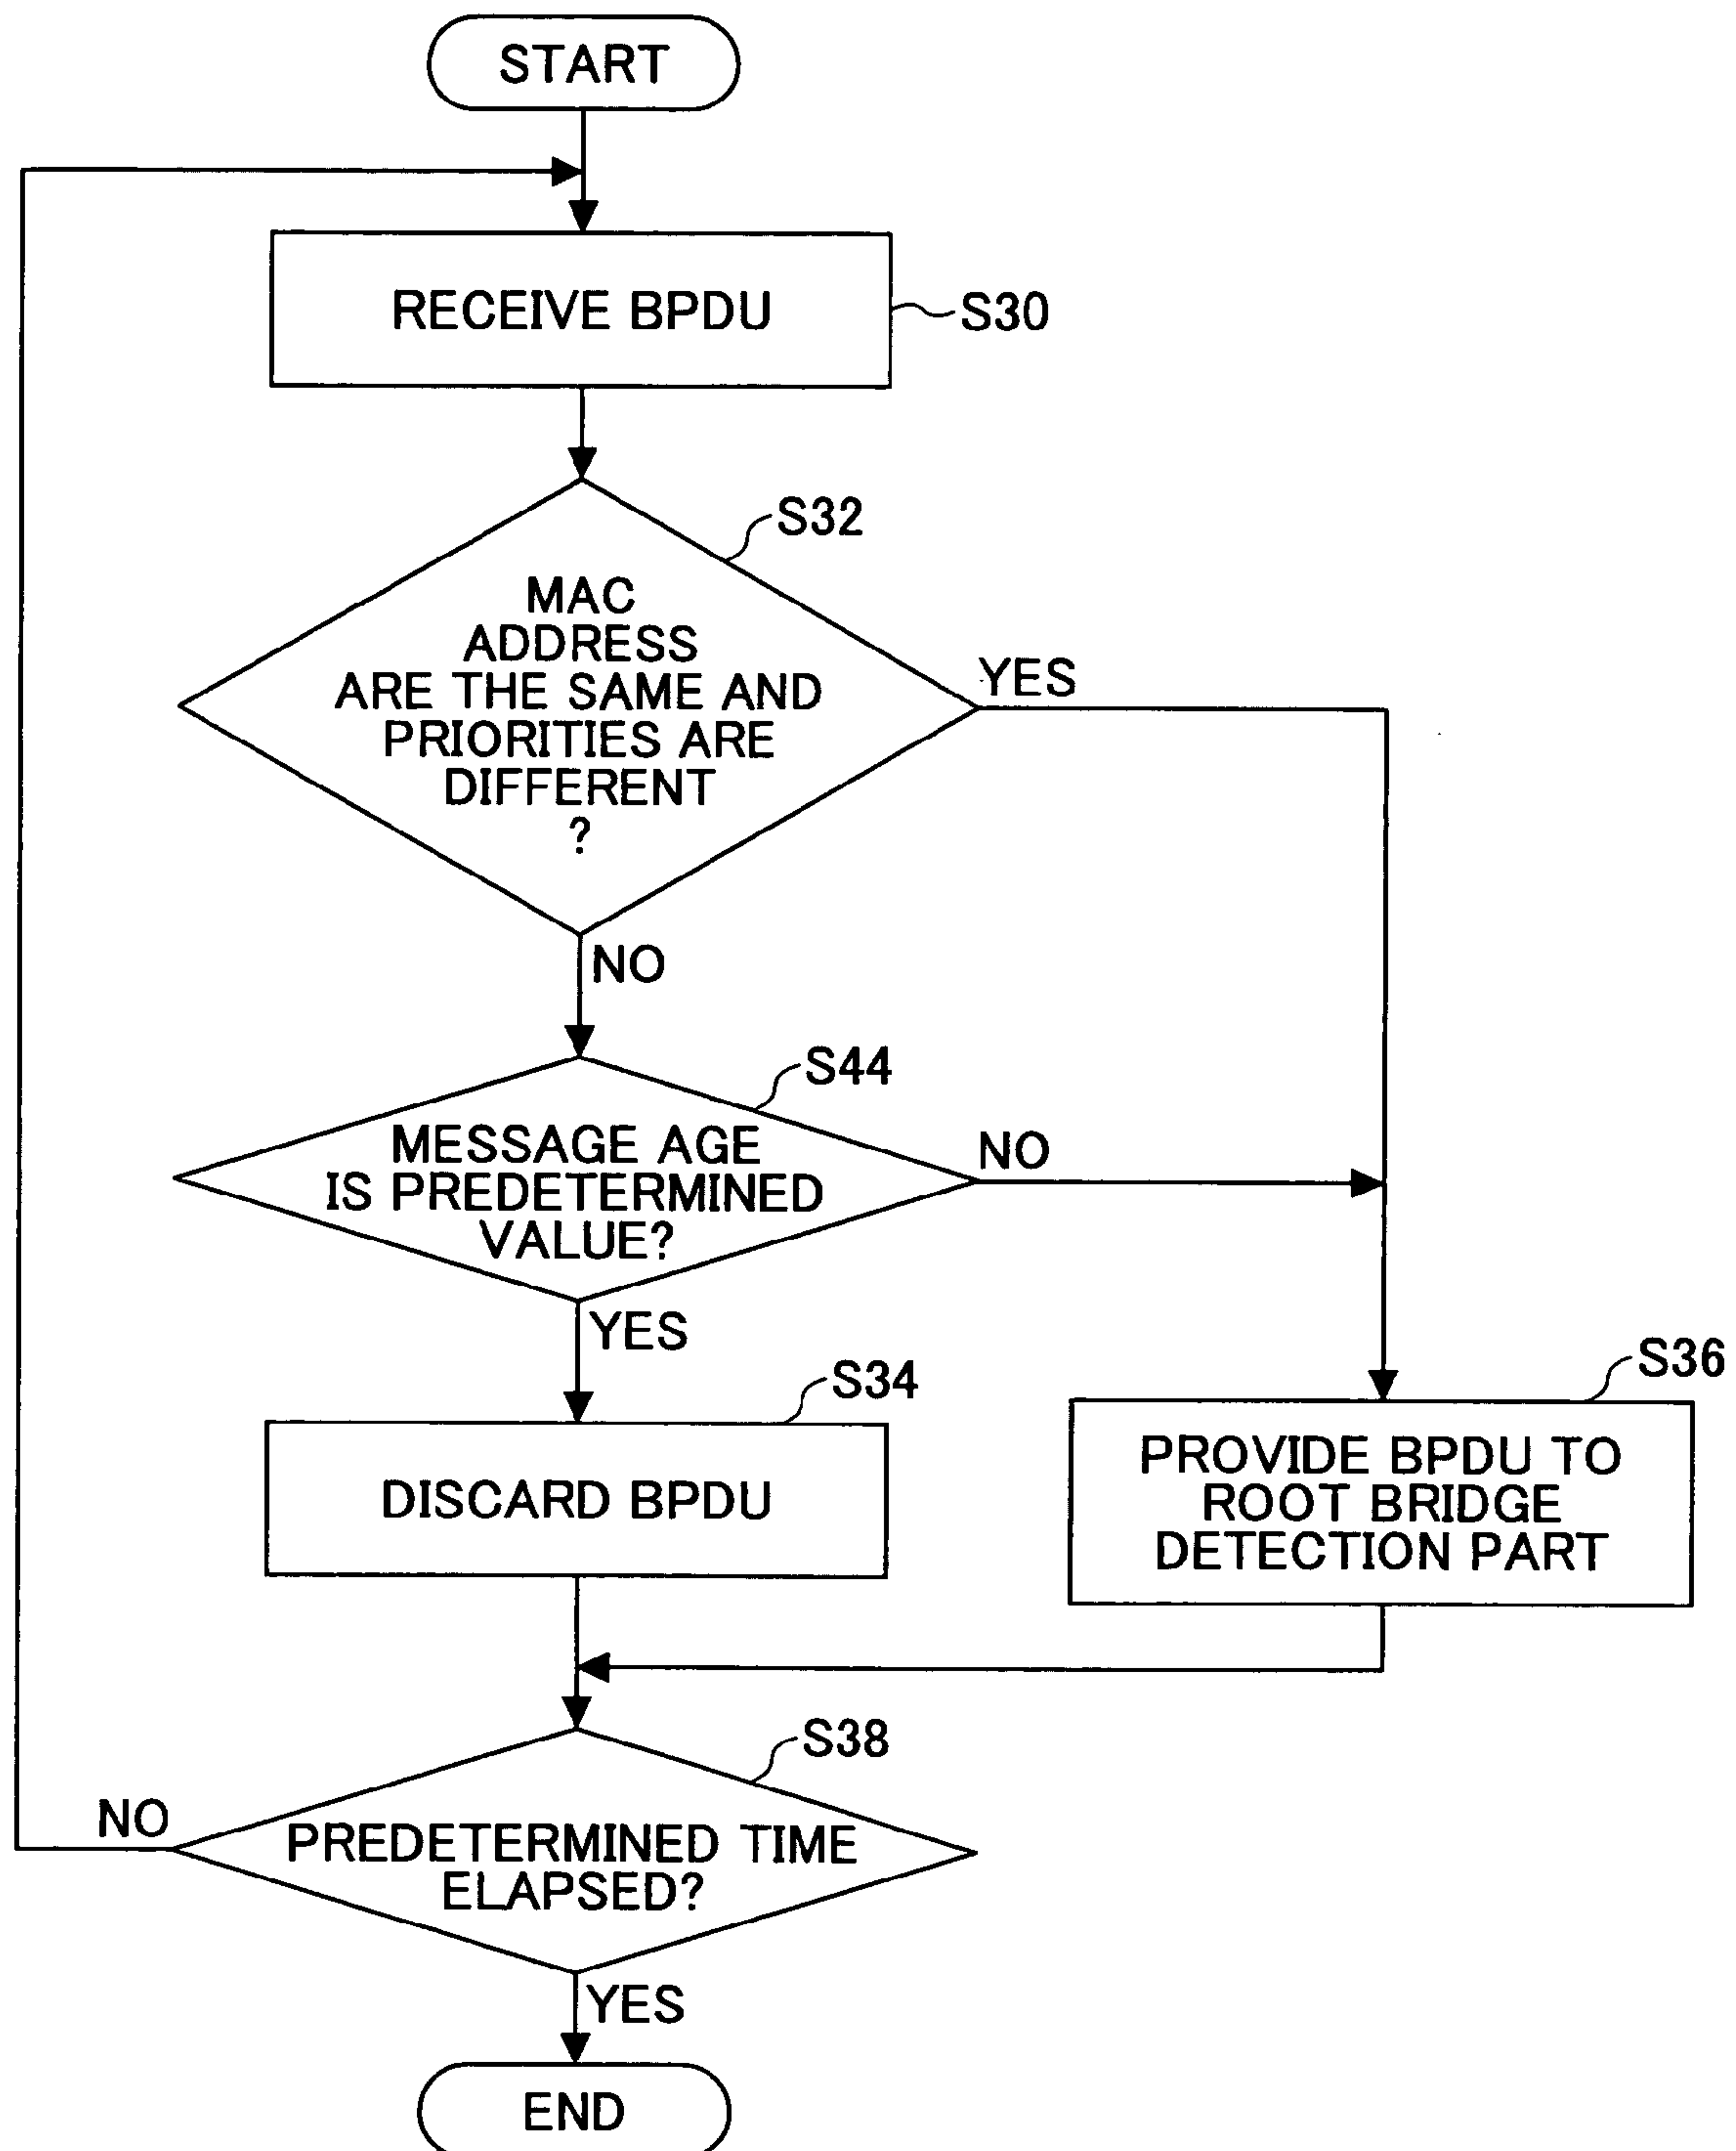 START
RECEIVE BPDU
S30
S32
MAC
ADDRESS
ARE THE SAME AND
PRIORITIES ARE
DIFFERENT
?
YES
NO
S44
MESSAGE AGE
IS PREDETERMINED
VALUE?
NO
YES
S34
DISCARD BPDU
S36
PROVIDE BPDU TO
ROOT BRIDGE
DETECTION PART
S38
NO
PREDETERMINED TIME
ELAPSED?
YES
END